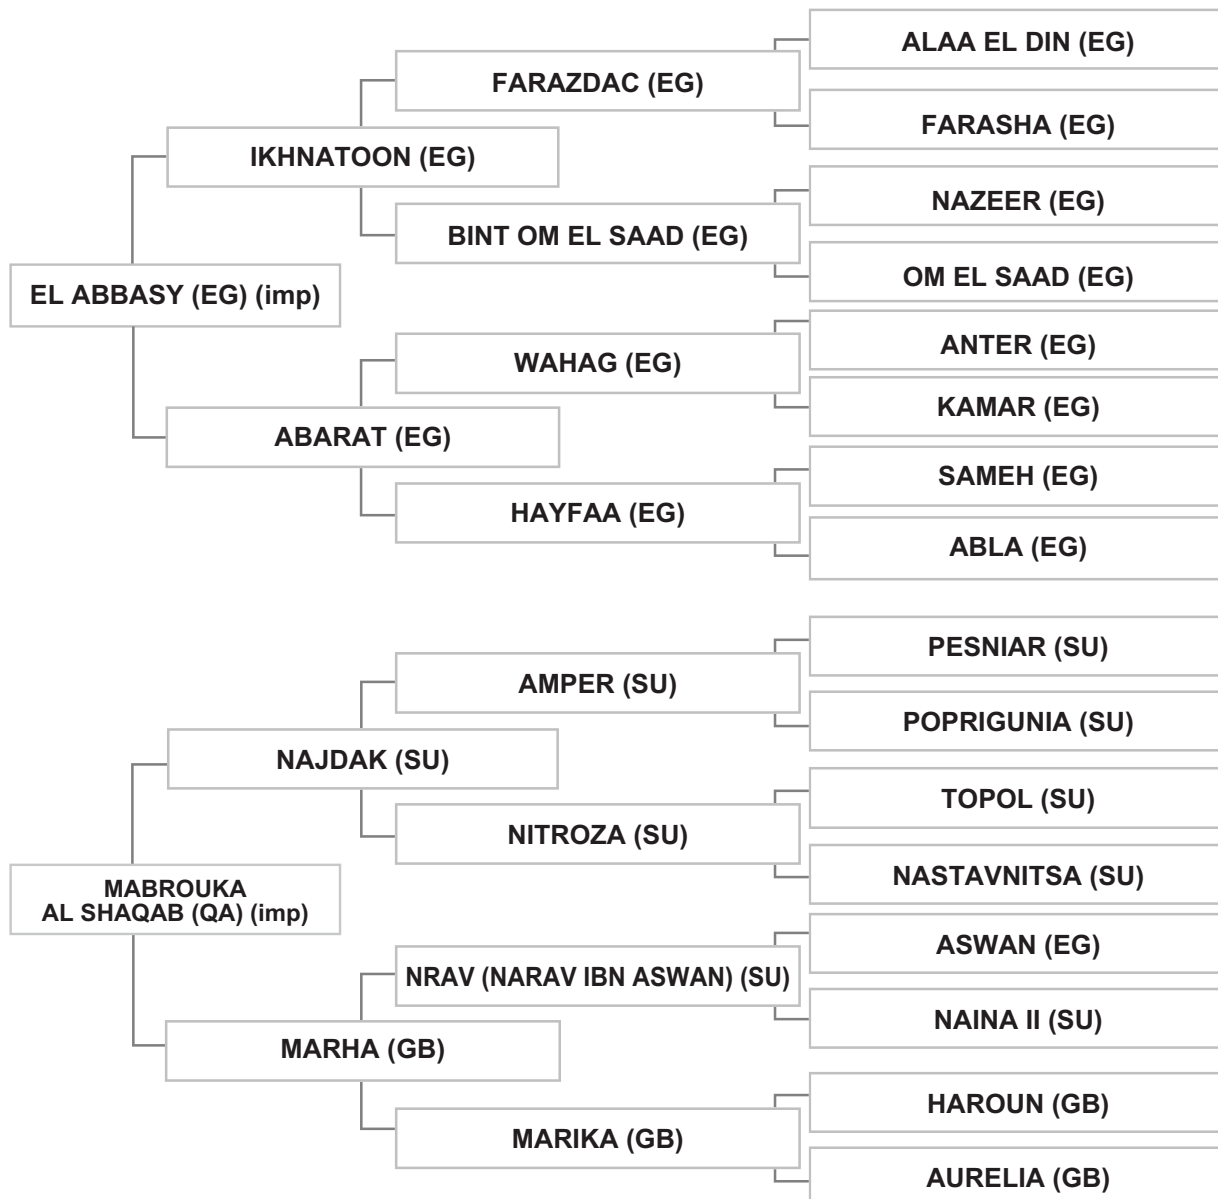 ALAA EL DIN (EG)
FARAZDAC (EG)
FARASHA (EG)
IKHNATOON (EG)
NAZEER (EG)
BINT OM EL SAAD (EG)
OM EL SAAD (EG)
EL ABBASY (EG) (imp)
ANTER (EG)
WAHAG (EG)
KAMAR (EG)
ABARAT (EG)
SAMEH (EG)
HAYFAA (EG)
ABLA (EG)
PESNIAR (SU)
AMPER (SU)
POPRIGUNIA (SU)
NAJDAK (SU)
TOPOL (SU)
NITROZA (SU)
NASTAVNITSA (SU)
MABROUKA
AL SHAQAB (QA) (imp)
ASWAN (EG)
NRAV (NARAV IBN ASWAN) (SU)
NAINA II (SU)
MARHA (GB)
HAROUN (GB)
MARIKA (GB)
AURELIA (GB)